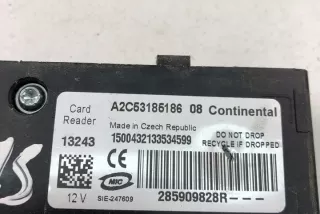 Card Reader
A2C53185186 08 Continental
Made in Czech Republic
DO NOT DROP
RECYCLE IF DROPPED
13243
1500432133534599
MIC
12 V
SIE-247609
285909828R---